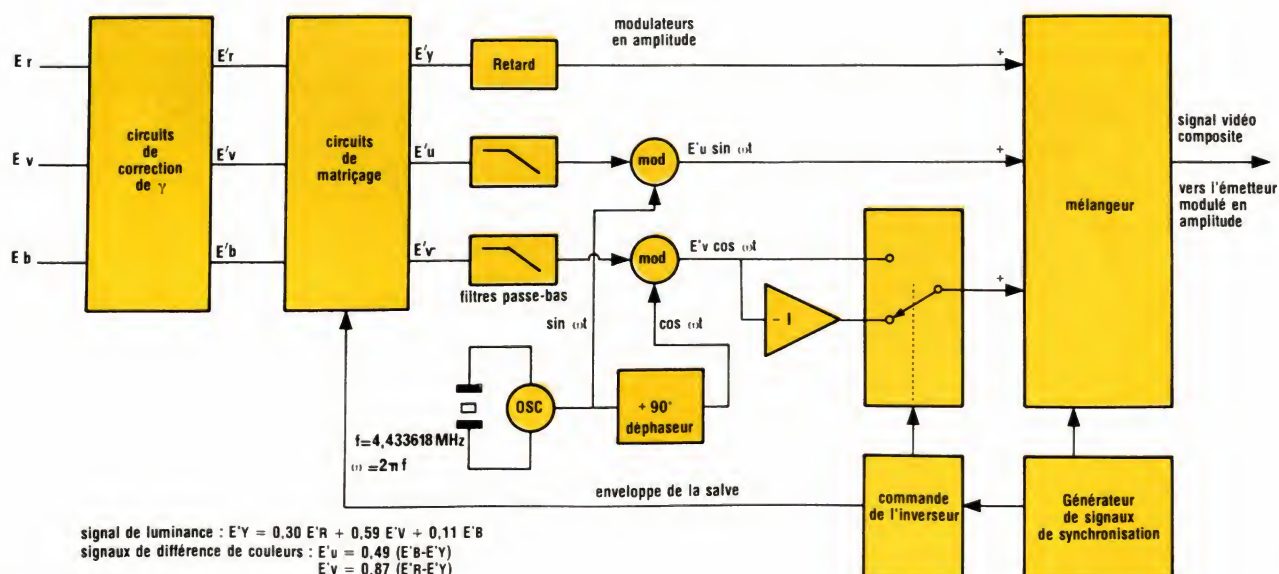 modulateurs
en amplitude
E r
E'r
E'y
Retard
+
circuits
de
correction
de γ
circuits
de
matriçage
signal vidéo
composite
E v
E'v
E'u
mod
E'u sin ωt
+
mélangeur
vers l'émetteur
modulé en
amplitude
E b
E'b
E'v
mod
E'v cos ωt
+
filtres passe-bas
sin ωt
cos ωt
- I
OSC
+ 90°
déphaseur
f=4,433618 MHz
ω =2π f
enveloppe de la salve
commande
de l'inverseur
Générateur
de signaux
de synchronisation
signal de luminance : E'Y = 0,30 E'R + 0,59 E'V + 0,11 E'B
signaux de différence de couleurs : E'u = 0,49 (E'B-E'Y)
E'v = 0,87 (E'R-E'Y)